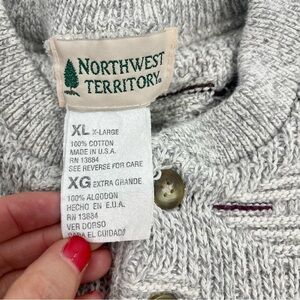 NORTHWEST
TERRITORY
XL X-LARGE
100% COTTON
MADE IN U.S.A.
RN 13884
SEE REVERSE FOR CARE
XG EXTRA GRANDE
100% ALGODON
HECHO EN E.U.A.
RN 13884
VER DORSO
PARA EL CUIDADO